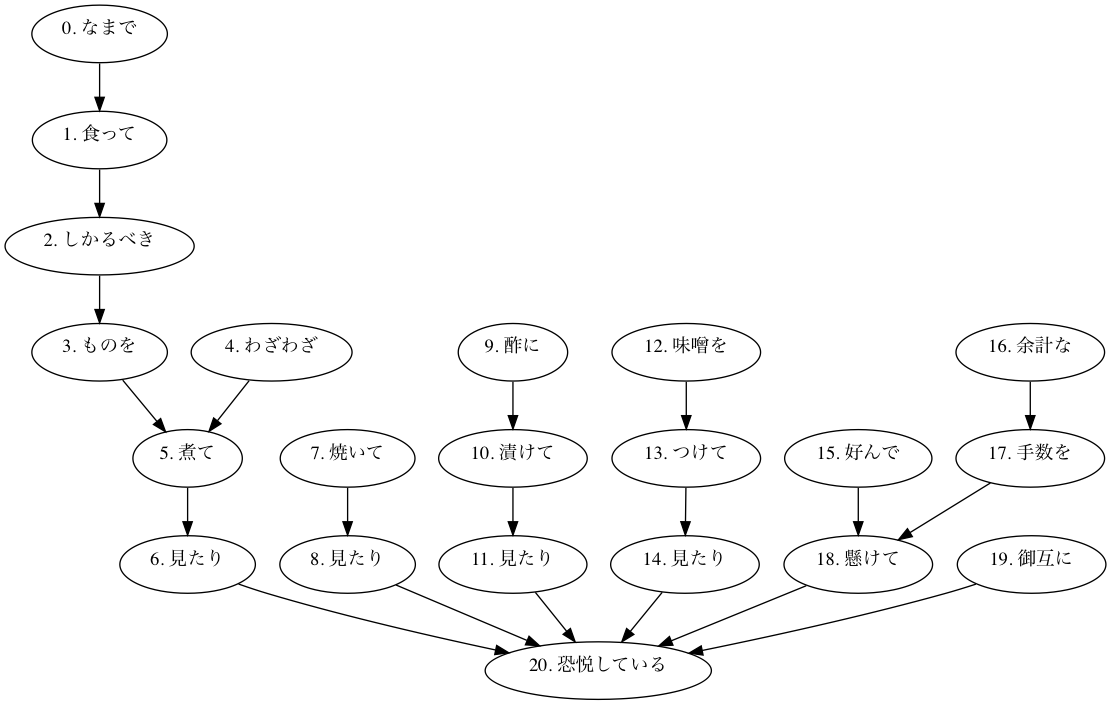 0. なまで
1. 食って
2. しかるべき
3. ものを
4. わざわざ
9. 酢に
12. 味噌を
16. 余計な
5. 煮て
7. 焼いて
10. 漬けて
13. つけて
15. 好んで
17. 手数を
6. 見たり
8. 見たり
11. 見たり
14. 見たり
18. 懸けて
19. 御互に
20. 恐悦している